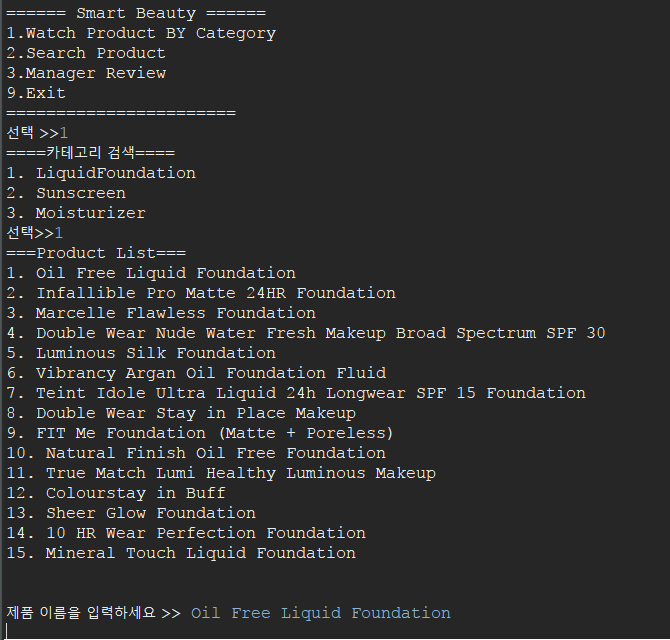 ====== Smart Beauty ======
1.Watch Product BY Category
2.Search Product
3.Manager Review
9.Exit
=======================
선택 >>1
====카테고리 검색====
1. LiquidFoundation
2. Sunscreen
3. Moisturizer
선택>>1
===Product List===
1. Oil Free Liquid Foundation
2. Infallible Pro Matte 24HR Foundation
3. Marcelle Flawless Foundation
4. Double Wear Nude Water Fresh Makeup Broad Spectrum SPF 30
5. Luminous Silk Foundation
6. Vibrancy Argan Oil Foundation Fluid
7. Teint Idole Ultra Liquid 24h Longwear SPF 15 Foundation
8. Double Wear Stay in Place Makeup
9. FIT Me Foundation (Matte + Poreless)
10. Natural Finish Oil Free Foundation
11. True Match Lumi Healthy Luminous Makeup
12. Colourstay in Buff
13. Sheer Glow Foundation
14. 10 HR Wear Perfection Foundation
15. Mineral Touch Liquid Foundation
제품 이름을 입력하세요 >> Oil Free Liquid Foundation